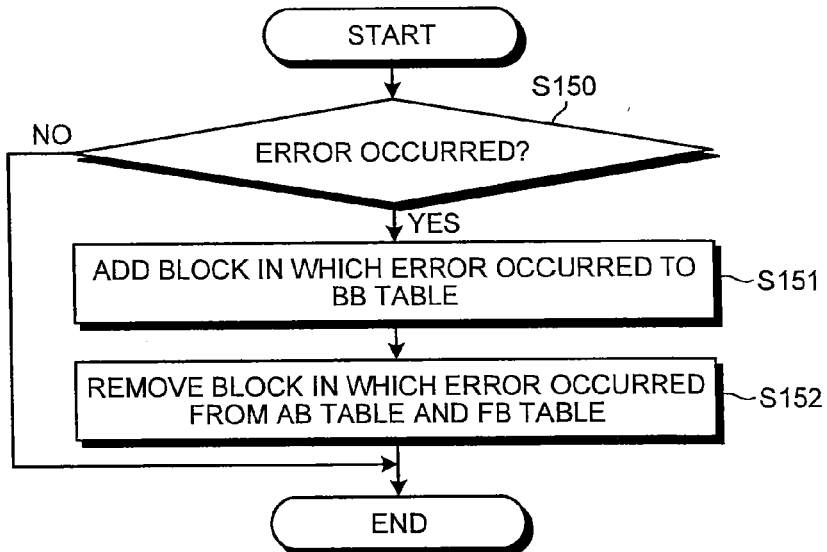 START
S150
NO
ERROR OCCURRED?
YES
ADD BLOCK IN WHICH ERROR OCCURRED TO
BB TABLE
S151
REMOVE BLOCK IN WHICH ERROR OCCURRED
FROM AB TABLE AND FB TABLE
S152
END